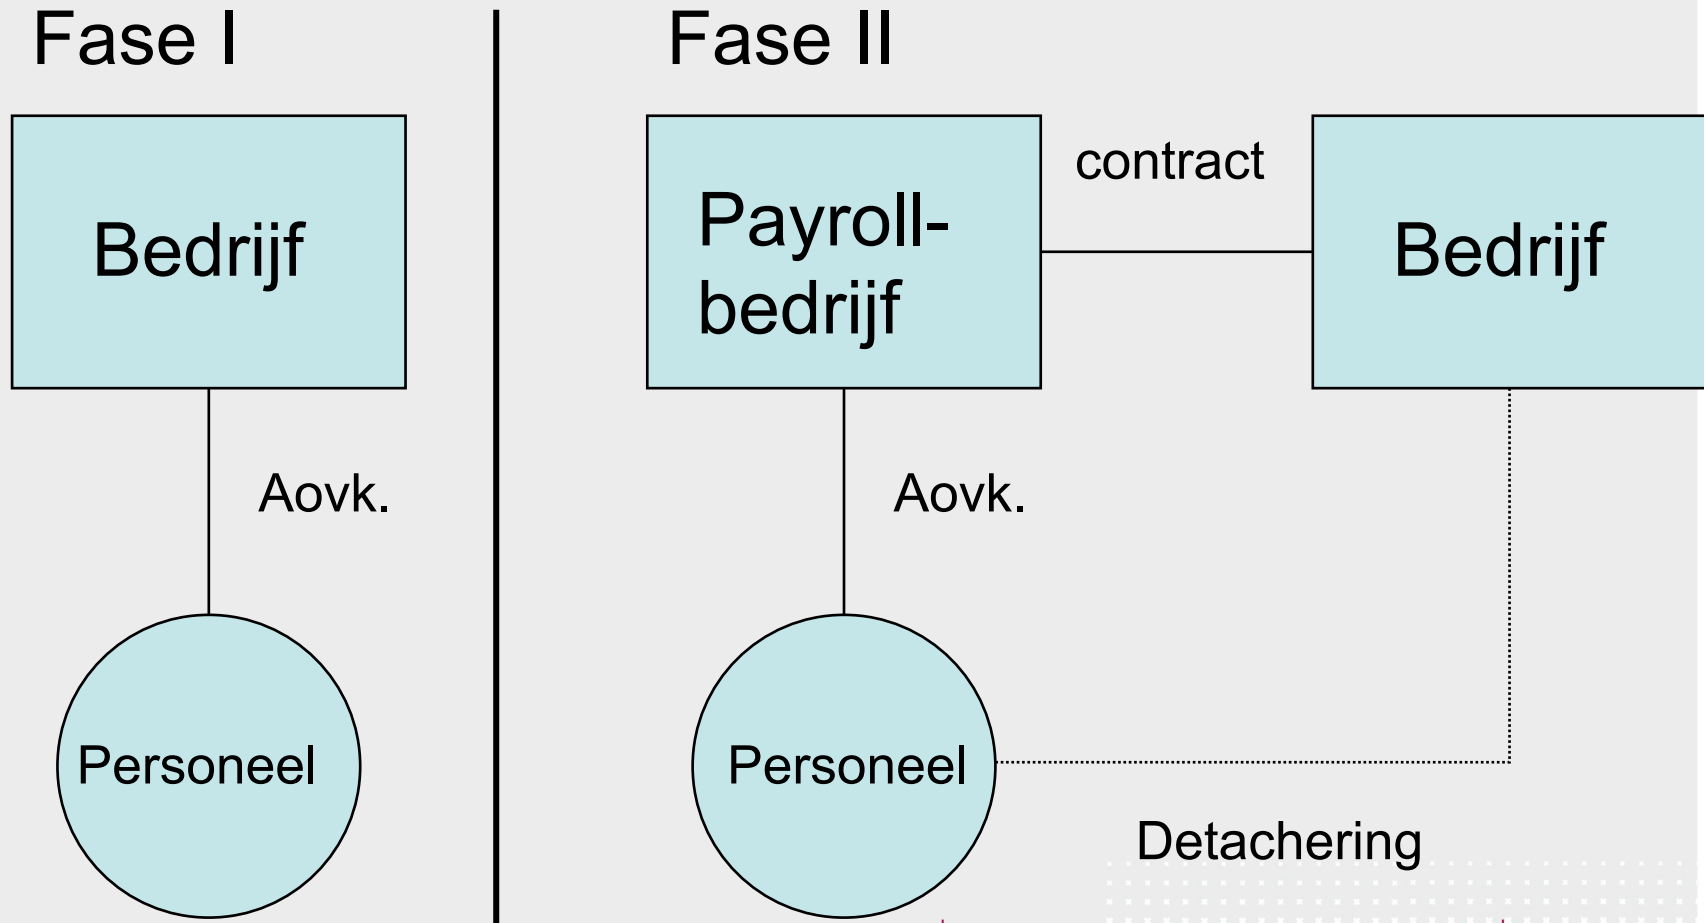 Fase I
Fase II
Bedrijf
Payroll-
bedrijf
contract
Bedrijf
Aovk.
Aovk.
Personeel
Personeel
Detachering